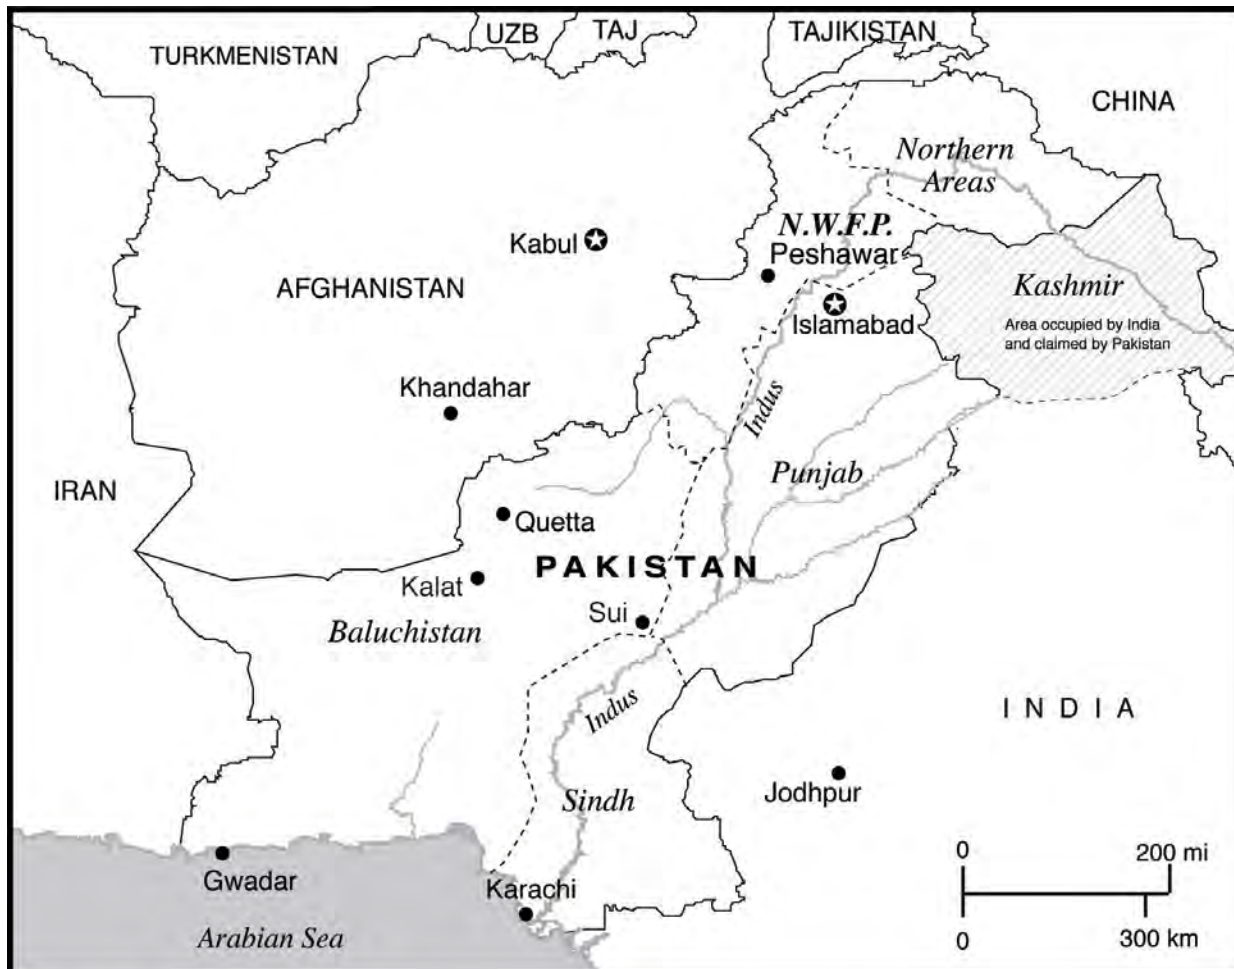 UZB
TAJ
TAJIKISTAN
TURKMENISTAN
CHINA
Northern
Areas
N.W.F.P.
Kabul
Peshawar
AFGHANISTAN
Kashmir
Islamabad
Area occupied by India
and claimed by Pakistan
Khandahar
Indus
Punjab
IRAN
Quetta
PAKISTAN
Kalat
Sui
Baluchistan
Indus
INDIA
Sindh
Jodhpur
0 200 mi
Gwadar
Karachi
Arabian Sea
0 300 km